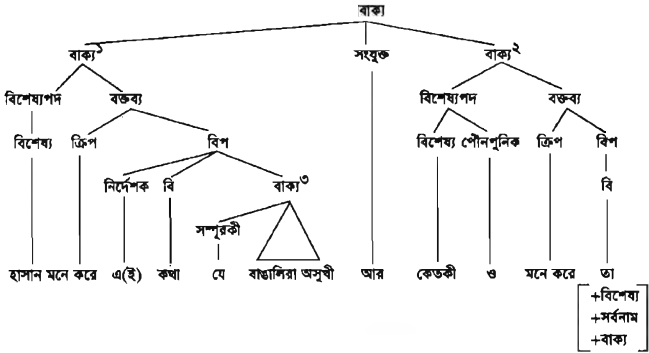 বাক্য
বাক্য১ সংযুক্ত বাক্য২
বিশেষ্যপদ বক্তব্য বিশেষ্যপদ বক্তব্য
বিশেষ্য ক্রিপ বিপ বিশেষ্য পৌনপুনিক ক্রিপ বিপ
নির্দেশক বি বাক্য৩ বি
সম্পূরকী
হাসান মনে করে এ(ই) কথা যে বাঙালিরা অসুখী আর কেতকী ও মনে করে তা
+বিশেষ্য
+সর্বনাম
+বাক্য